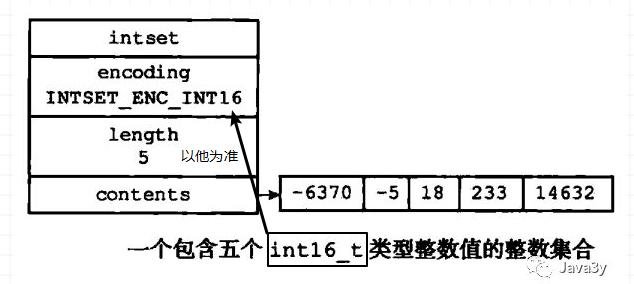 intset
encoding
INTSET_ENC_INT16
length
5 以他为准
contents
-6370 -5 18 233 14632
一个包含五个 int16_t 类型整数值的整数集合
Java3y